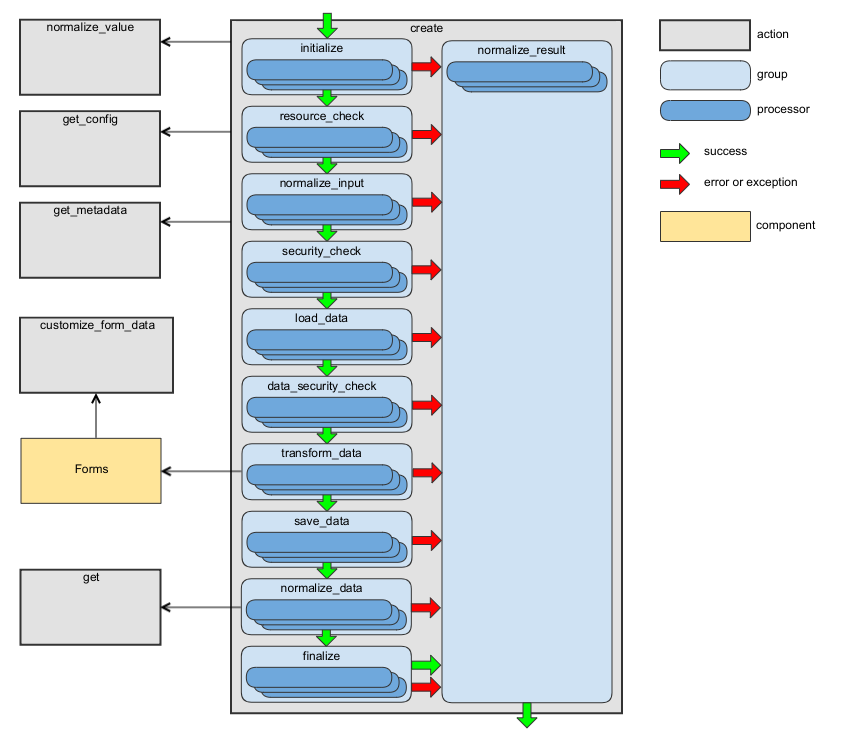 create
normalize_value
get_config
get_metadata
customize_form_data
Forms
get
initialize
resource_check
normalize_input
security_check
load_data
data_security_check
transform_data
save_data
normalize_data
finalize
normalize_result
action
group
processor
success
error or exception
component